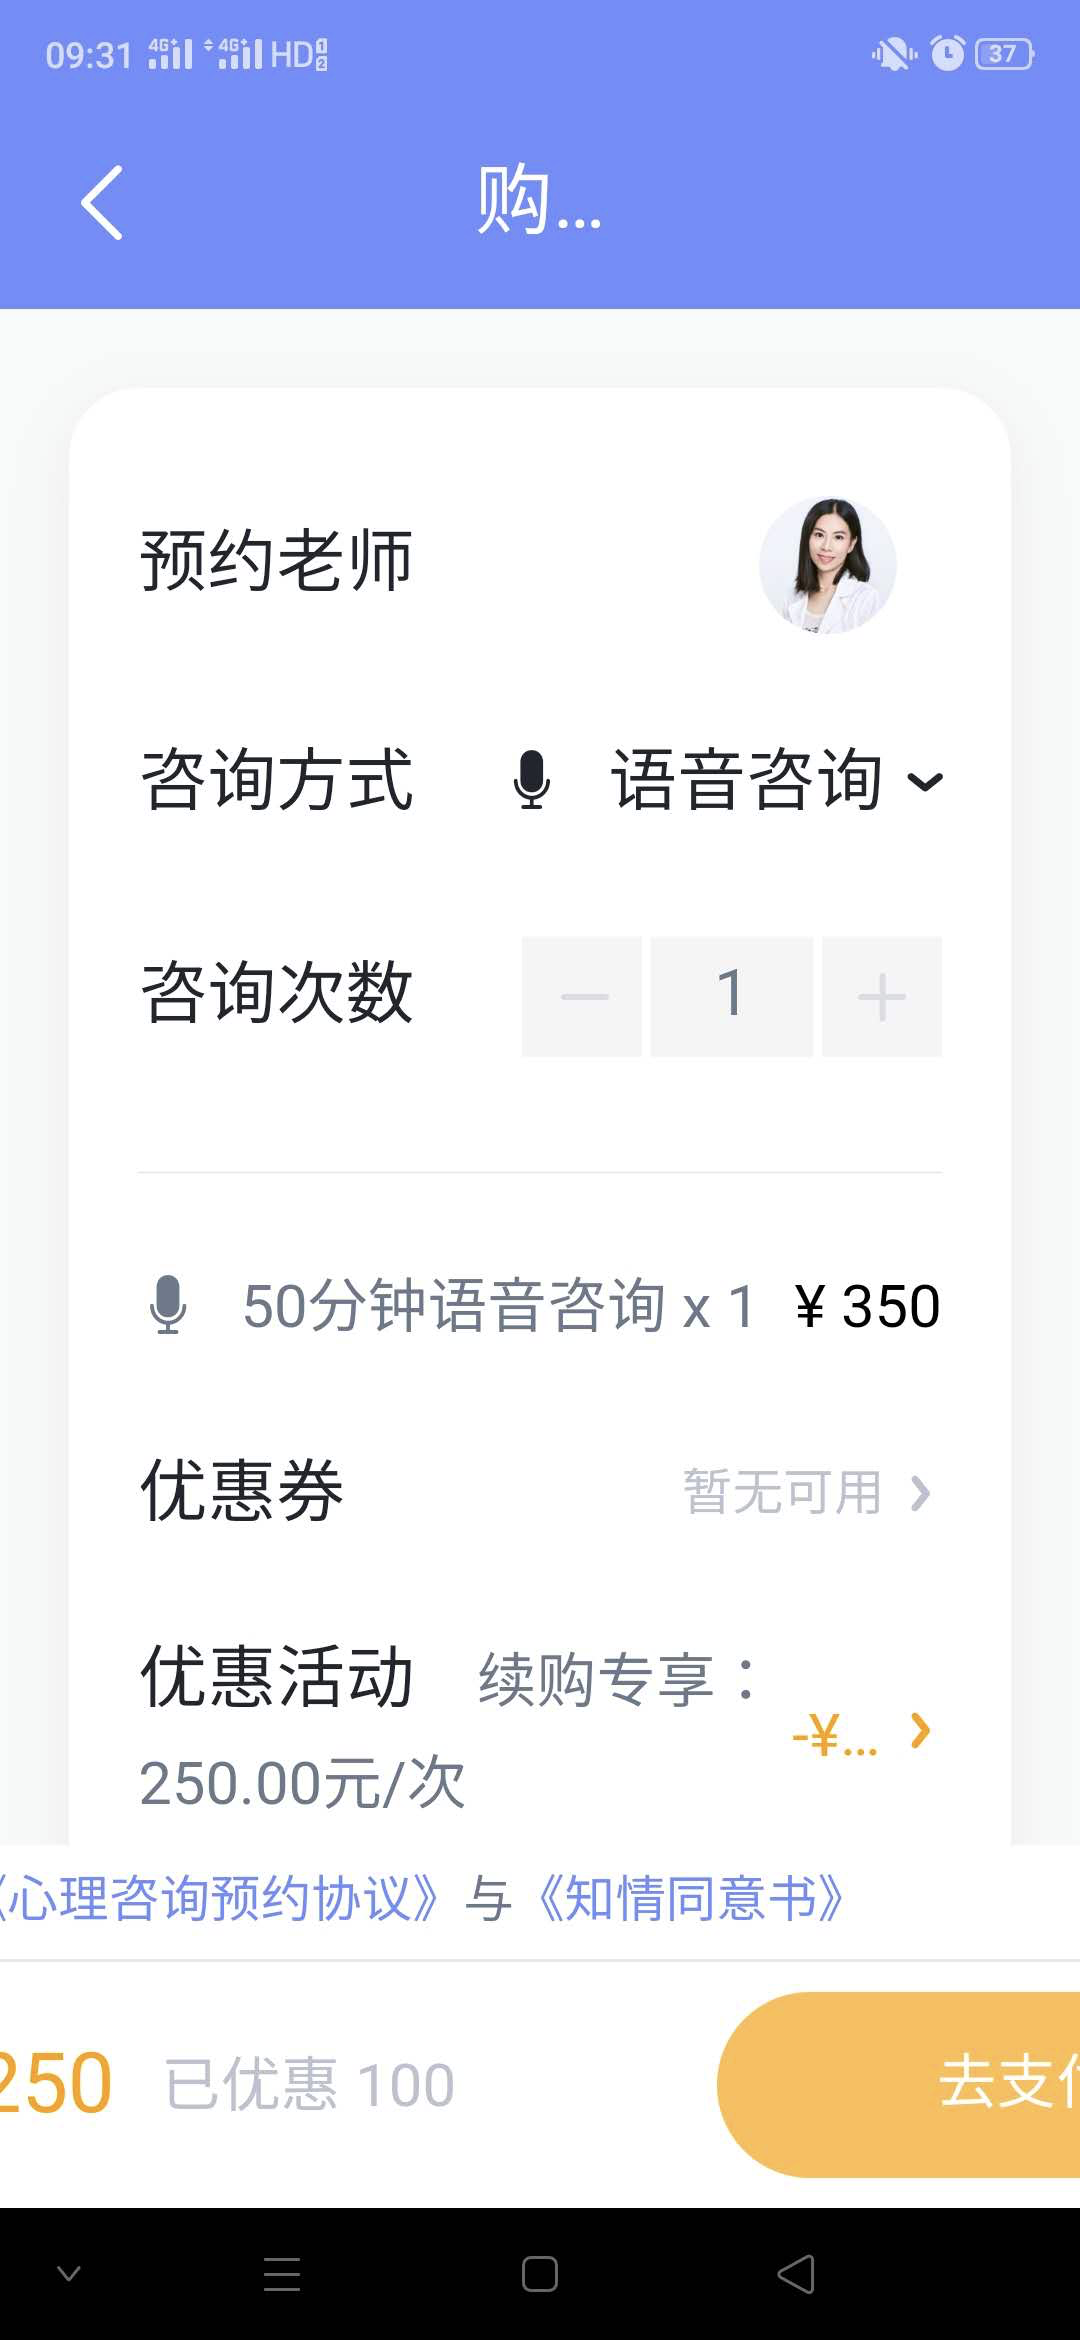 09:31 4G+ 4G+ HD 1 2 37
购...
预约老师
咨询方式 语音咨询
咨询次数 1
50分钟语音咨询 x 1 ¥ 350
优惠券 暂无可用
优惠活动 续购专享：
250.00元/次 -¥...
《心理咨询预约协议》与《知情同意书》
250 已优惠 100 去支